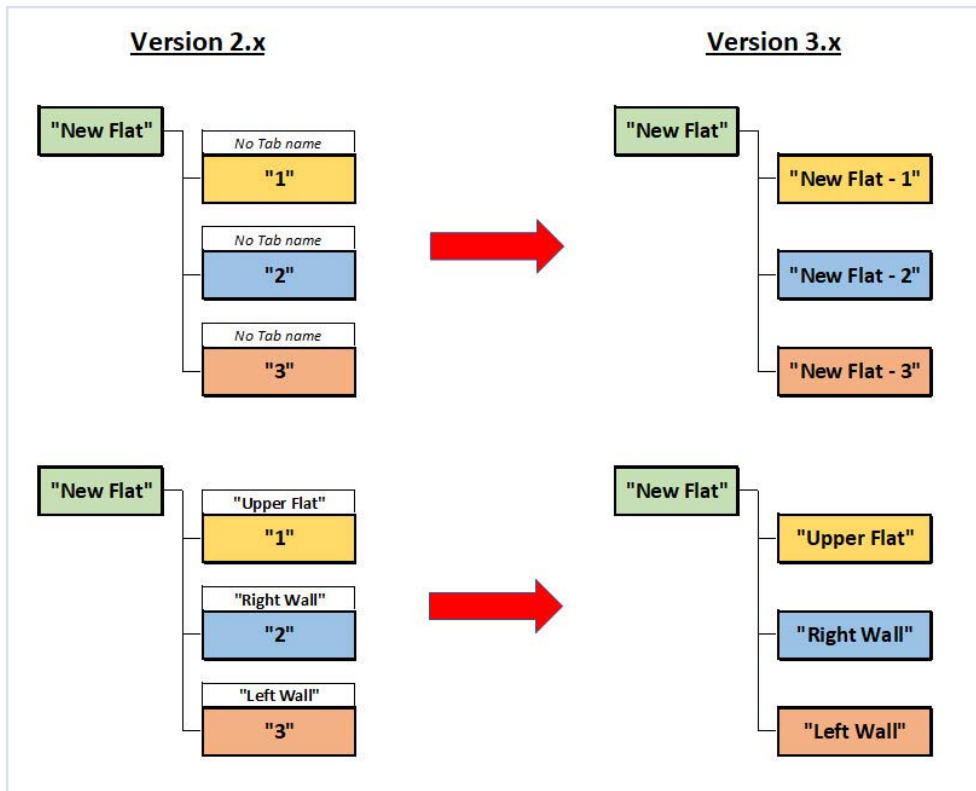 Version 2.x
Version 3.x
"New Flat"
No Tab name
"1"
No Tab name
"2"
No Tab name
"3"
"New Flat"
"New Flat - 1"
"New Flat - 2"
"New Flat - 3"
"New Flat"
"Upper Flat"
"1"
"Right Wall"
"2"
"Left Wall"
"3"
"New Flat"
"Upper Flat"
"Right Wall"
"Left Wall"